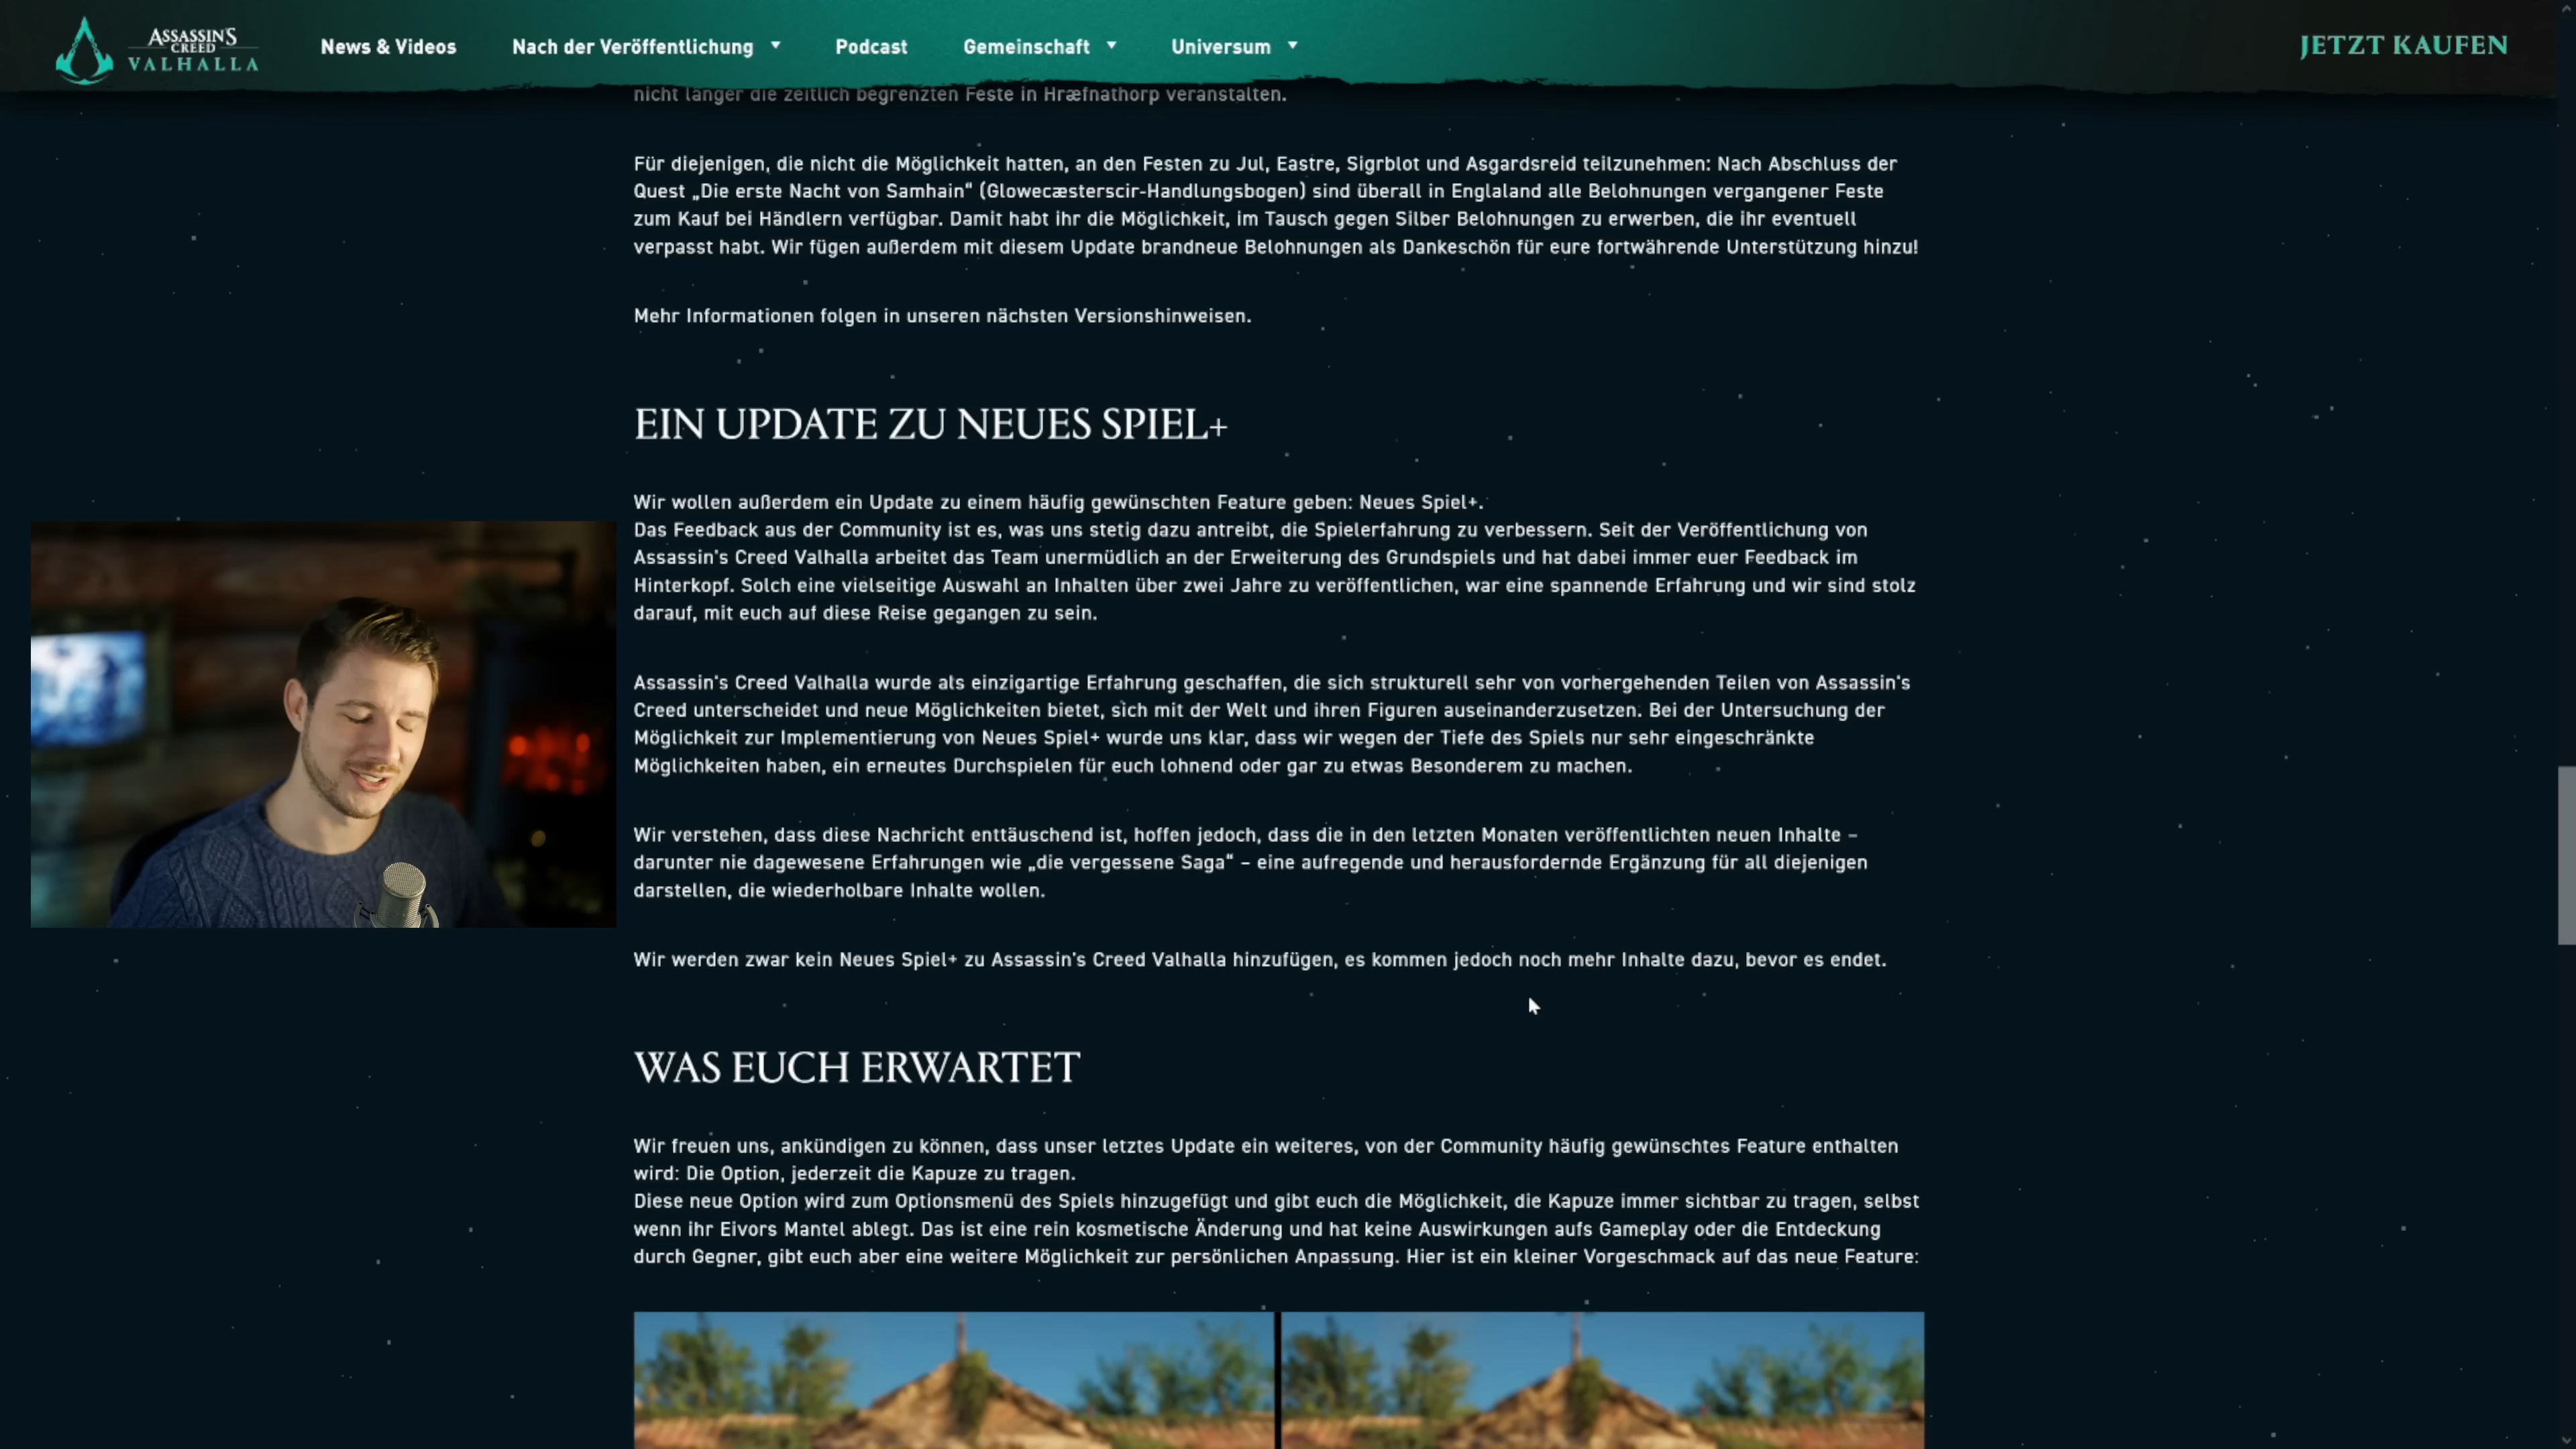 ASSASSIN'S
CREED
VALHALLA
News & Videos
Nach der Veröffentlichung
Podcast
Gemeinschaft
Universum
JETZT KAUFEN
nicht länger die zeitlich begrenzten Feste in Hræfnathorp veranstalten.
Für diejenigen, die nicht die Möglichkeit hatten, an den Festen zu Jul, Eastre, Sigrblot und Asgardsreid teilzunehmen: Nach Abschluss der
Quest „Die erste Nacht von Samhain“ (Glowecæsterscir-Handlungsbogen) sind überall in Englaland alle Belohnungen vergangener Feste
zum Kauf bei Händlern verfügbar. Damit habt ihr die Möglichkeit, im Tausch gegen Silber Belohnungen zu erwerben, die ihr eventuell
verpasst habt. Wir fügen außerdem mit diesem Update brandneue Belohnungen als Dankeschön für eure fortwährende Unterstützung hinzu!
Mehr Informationen folgen in unseren nächsten Versionshinweisen.
EIN UPDATE ZU NEUES SPIEL+
Wir wollen außerdem ein Update zu einem häufig gewünschten Feature geben: Neues Spiel+.
Das Feedback aus der Community ist es, was uns stetig dazu antreibt, die Spielerfahrung zu verbessern. Seit der Veröffentlichung von
Assassin's Creed Valhalla arbeitet das Team unermüdlich an der Erweiterung des Grundspiels und hat dabei immer euer Feedback im
Hinterkopf. Solch eine vielseitige Auswahl an Inhalten über zwei Jahre zu veröffentlichen, war eine spannende Erfahrung und wir sind stolz
darauf, mit euch auf diese Reise gegangen zu sein.
Assassin's Creed Valhalla wurde als einzigartige Erfahrung geschaffen, die sich strukturell sehr von vorhergehenden Teilen von Assassin's
Creed unterscheidet und neue Möglichkeiten bietet, sich mit der Welt und ihren Figuren auseinanderzusetzen. Bei der Untersuchung der
Möglichkeit zur Implementierung von Neues Spiel+ wurde uns klar, dass wir wegen der Tiefe des Spiels nur sehr eingeschränkte
Möglichkeiten haben, ein erneutes Durchspielen für euch lohnend oder gar zu etwas Besonderem zu machen.
Wir verstehen, dass diese Nachricht enttäuschend ist, hoffen jedoch, dass die in den letzten Monaten veröffentlichten neuen Inhalte –
darunter nie dagewesene Erfahrungen wie „die vergessene Saga“ – eine aufregende und herausfordernde Ergänzung für all diejenigen
darstellen, die wiederholbare Inhalte wollen.
Wir werden zwar kein Neues Spiel+ zu Assassin's Creed Valhalla hinzufügen, es kommen jedoch noch mehr Inhalte dazu, bevor es endet.
WAS EUCH ERWARTET
Wir freuen uns, ankündigen zu können, dass unser letztes Update ein weiteres, von der Community häufig gewünschtes Feature enthalten
wird: Die Option, jederzeit die Kapuze zu tragen.
Diese neue Option wird zum Optionsmenü des Spiels hinzugefügt und gibt euch die Möglichkeit, die Kapuze immer sichtbar zu tragen, selbst
wenn ihr Eivors Mantel ablegt. Das ist eine rein kosmetische Änderung und hat keine Auswirkungen aufs Gameplay oder die Entdeckung
durch Gegner, gibt euch aber eine weitere Möglichkeit zur persönlichen Anpassung. Hier ist ein kleiner Vorgeschmack auf das neue Feature: